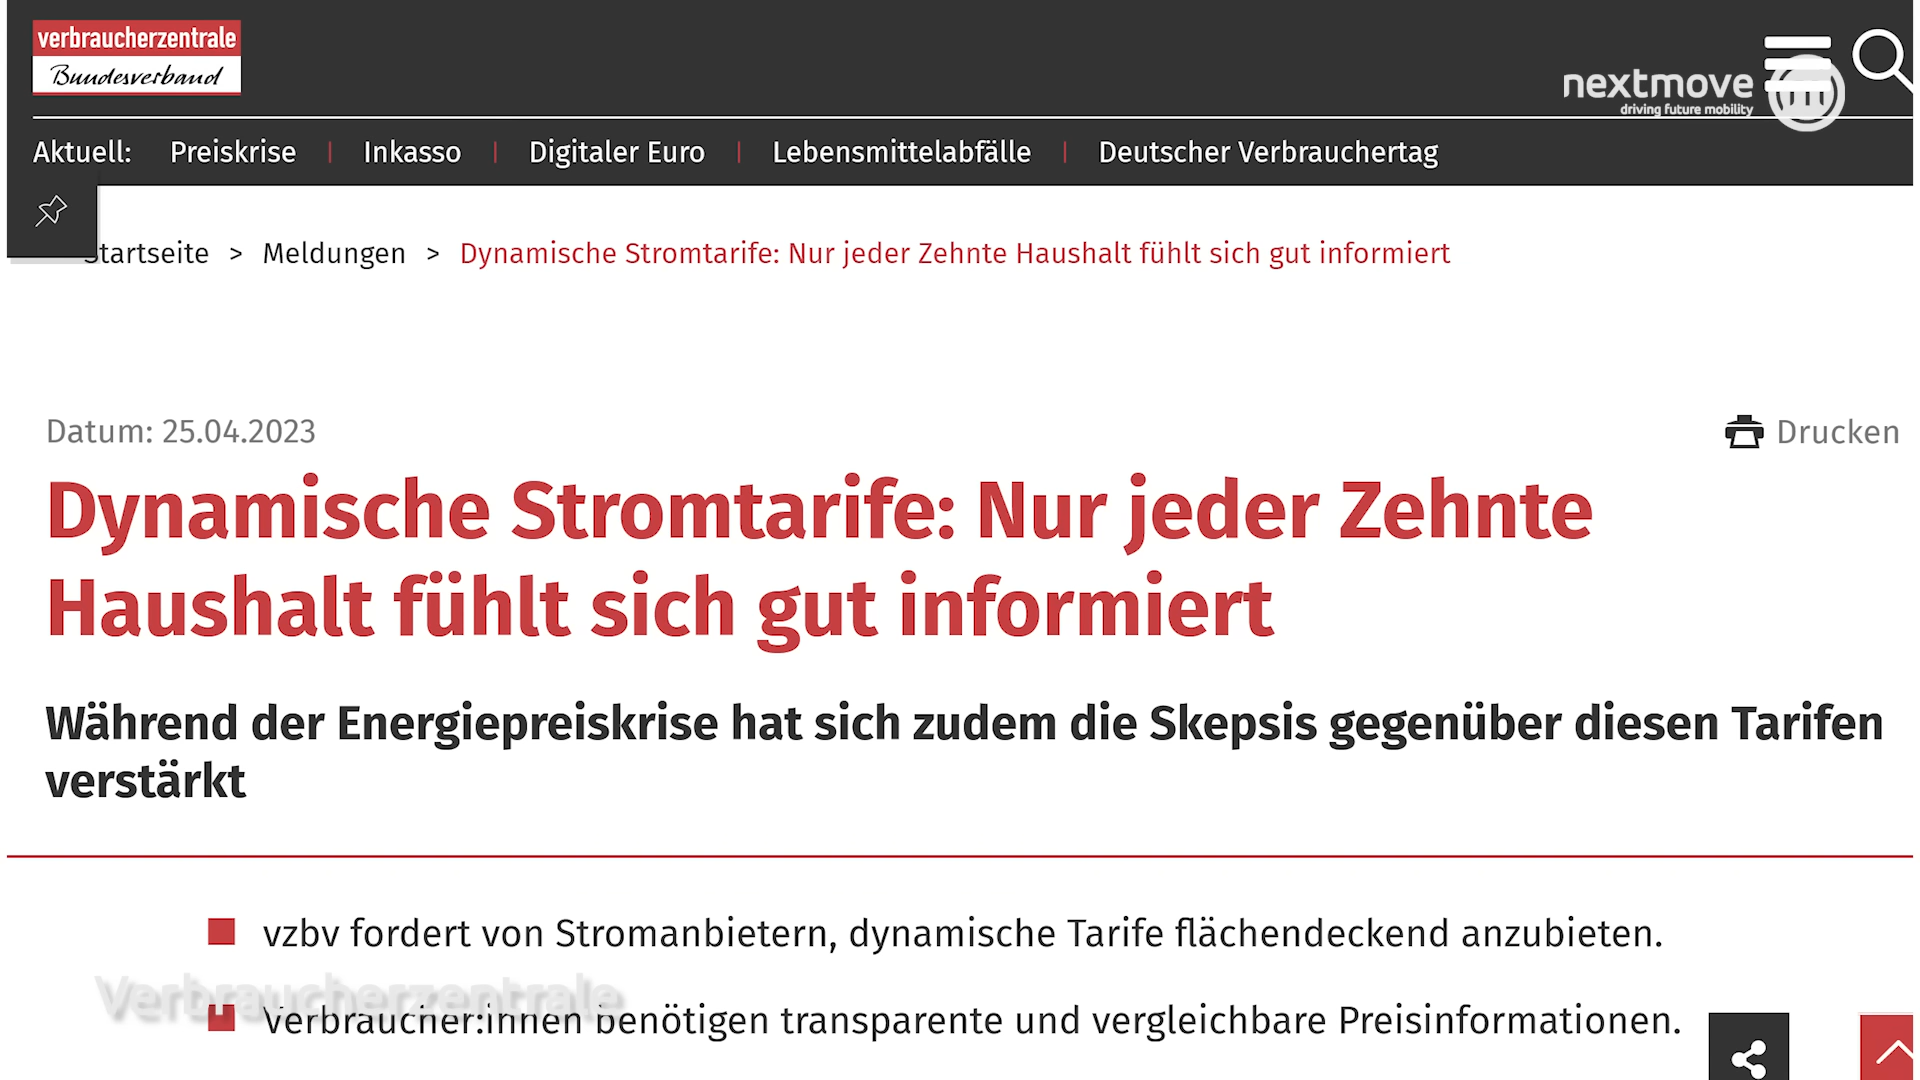 verbraucherzentrale
Bundesverband
nextmove
driving future mobility
Aktuell: Preiskrise | Inkasso | Digitaler Euro | Lebensmittelabfälle | Deutscher Verbrauchertag
Startseite > Meldungen > Dynamische Stromtarife: Nur jeder Zehnte Haushalt fühlt sich gut informiert
Datum: 25.04.2023
Drucken
Dynamische Stromtarife: Nur jeder Zehnte
Haushalt fühlt sich gut informiert
Während der Energiepreiskrise hat sich zudem die Skepsis gegenüber diesen Tarifen
verstärkt
vzbv fordert von Stromanbietern, dynamische Tarife flächendeckend anzubieten.
Verbraucherzentrale
Verbraucher:innen benötigen transparente und vergleichbare Preisinformationen.